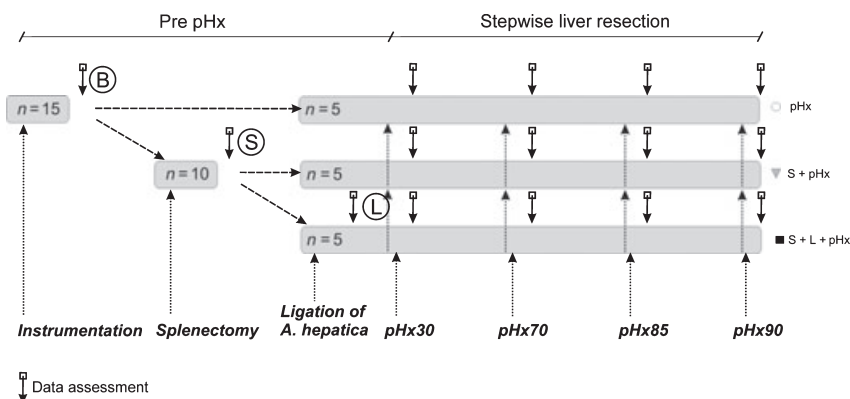 Pre pHx
Stepwise liver resection
B
n = 15
n = 5
pHx
S
n = 10
n = 5
S + pHx
L
n = 5
S + L + pHx
Instrumentation
Splenectomy
Ligation of
A. hepatica
pHx30
pHx70
pHx85
pHx90
Data assessment